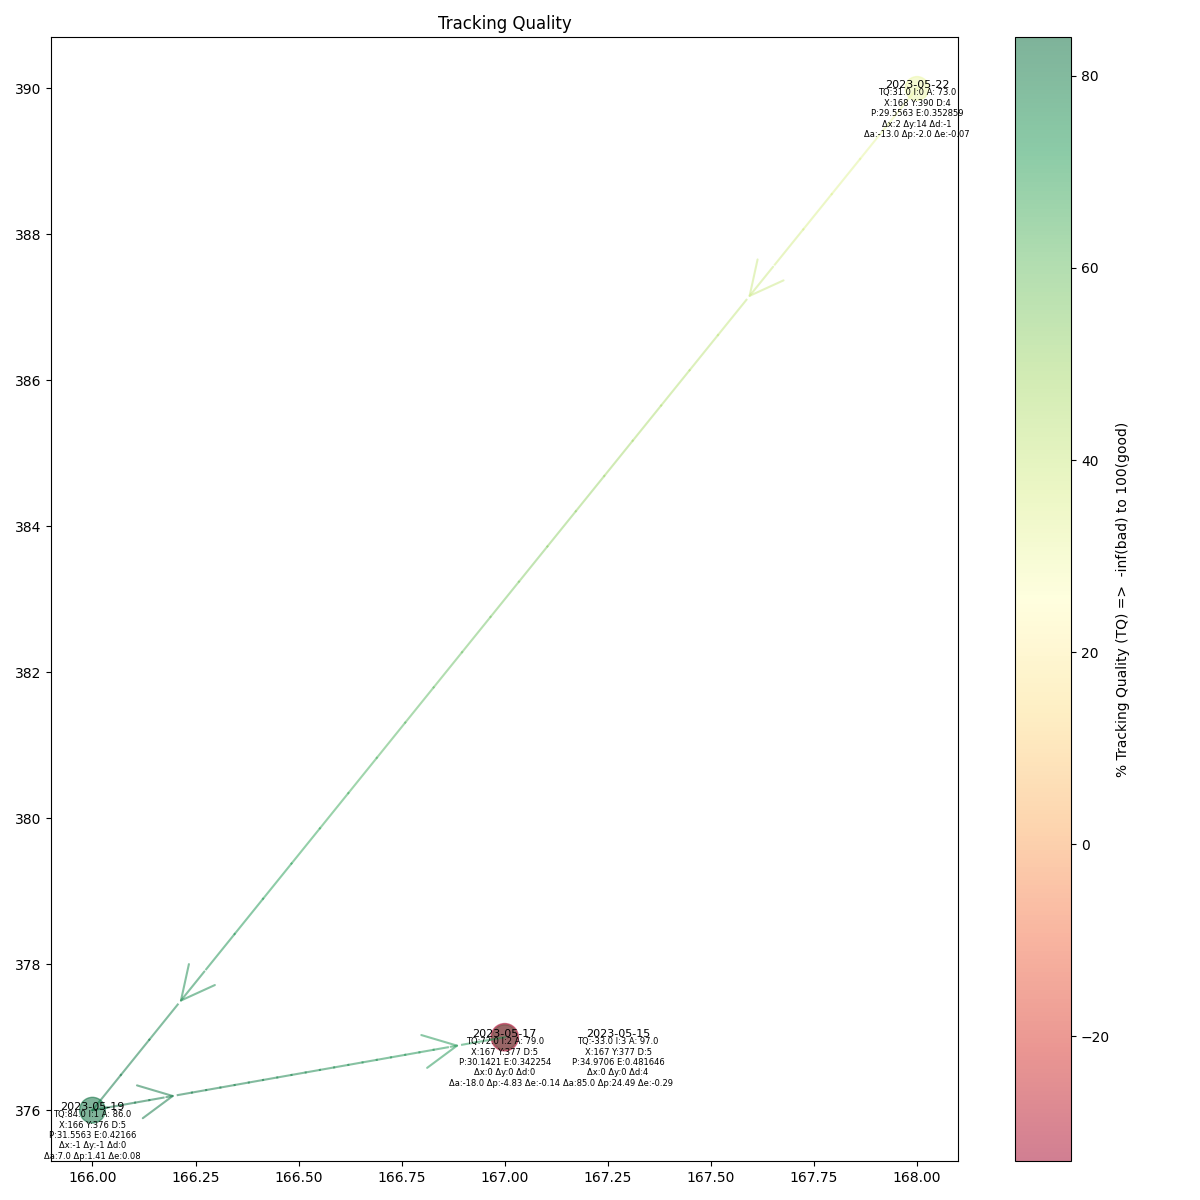 Tracking Quality
390
388
386
384
382
380
378
376
166.00
166.25
166.50
166.75
167.00
167.25
167.50
167.75
168.00
2023-05-22
TQ:31.0 I:0 A: 73.0
X:168 Y:390 D:4
P:29.5563 E:0.352859
Δx:2 Δy:14 Δd:-1
Δa:-13.0 Δp:-2.0 Δe:-0.07
2023-05-17
I:2 A: 79.0
X:167 Y:377 D:5
P:30.1421 E:0.342254
Δx:0 Δy:0 Δd:0
Δa:-18.0 Δp:-4.83 Δe:-0.14
2023-05-15
TQ:-33.0 I:3 A: 97.0
X:167 Y:377 D:5
P:34.9706 E:0.481646
Δx:0 Δy:0 Δd:4
Δa:85.0 Δp:24.49 Δe:-0.29
2023-05-19
TQ:84.0 I:1 A: 86.0
X:166 Y:376 D:5
P:31.5563 E:0.42166
Δx:-1 Δy:-1 Δd:0
Δa:7.0 Δp:1.41 Δe:0.08
80
60
40
20
0
−20
% Tracking Quality (TQ) => -inf(bad) to 100(good)